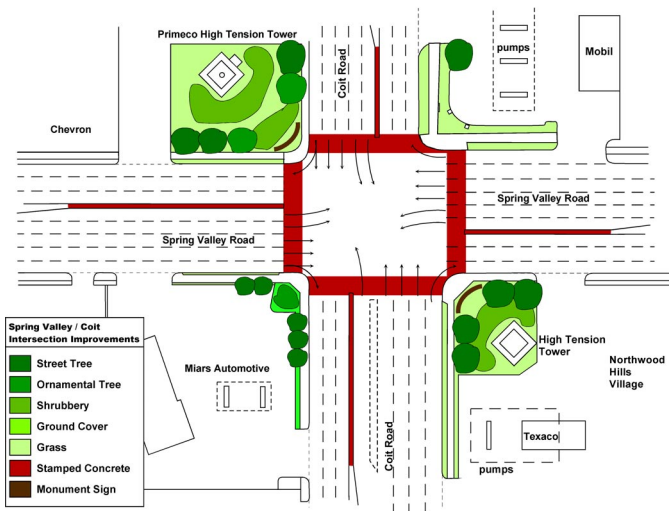 Primeco High Tension Tower
Coit Road
pumps
Mobil
Chevron
Spring Valley Road
Spring Valley Road
Spring Valley / Coit
Intersection Improvements
Street Tree
Ornamental Tree
Shrubbery
Ground Cover
Grass
Stamped Concrete
Monument Sign
Miars Automotive
Coit Road
High Tension
Tower
Northwood
Hills
Village
Texaco
pumps